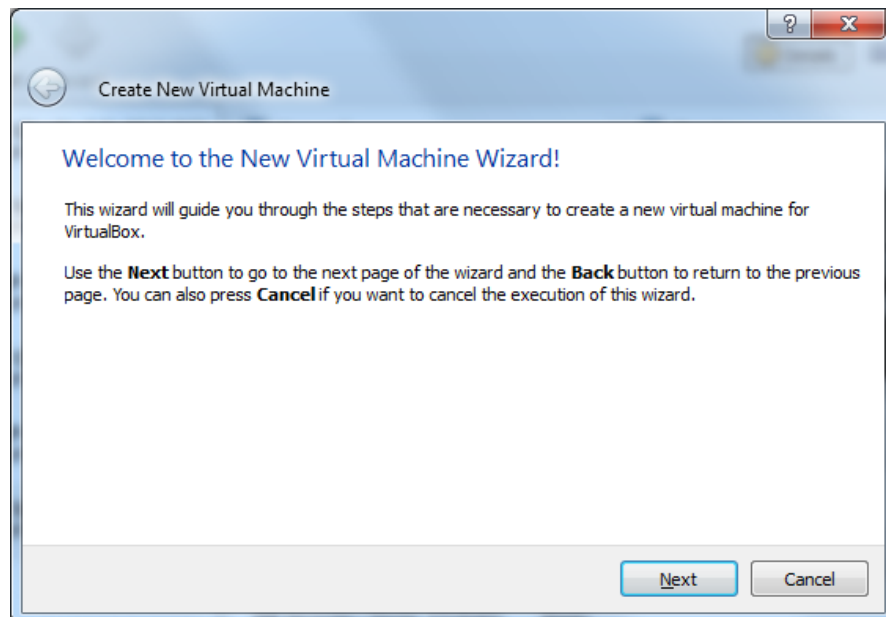 Create New Virtual Machine
Welcome to the New Virtual Machine Wizard!
This wizard will guide you through the steps that are necessary to create a new virtual machine for
VirtualBox.
Use the Next button to go to the next page of the wizard and the Back button to return to the previous
page. You can also press Cancel if you want to cancel the execution of this wizard.
Next
Cancel